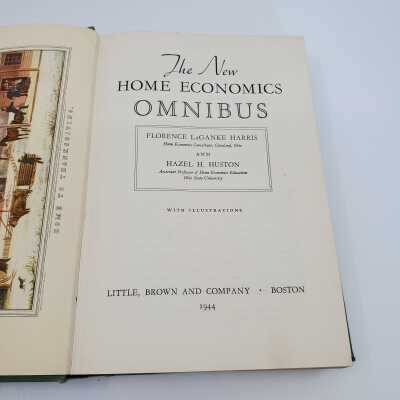 The New
HOME ECONOMICS
OMNIBUS
FLORENCE LaGANKE HARRIS
Home Economics Consultant, Cleveland, Ohio
AND
HAZEL H. HUSTON
Assistant Professor of Home Economics Education
Ohio State University
WITH ILLUSTRATIONS
LITTLE, BROWN AND COMPANY · BOSTON
1944